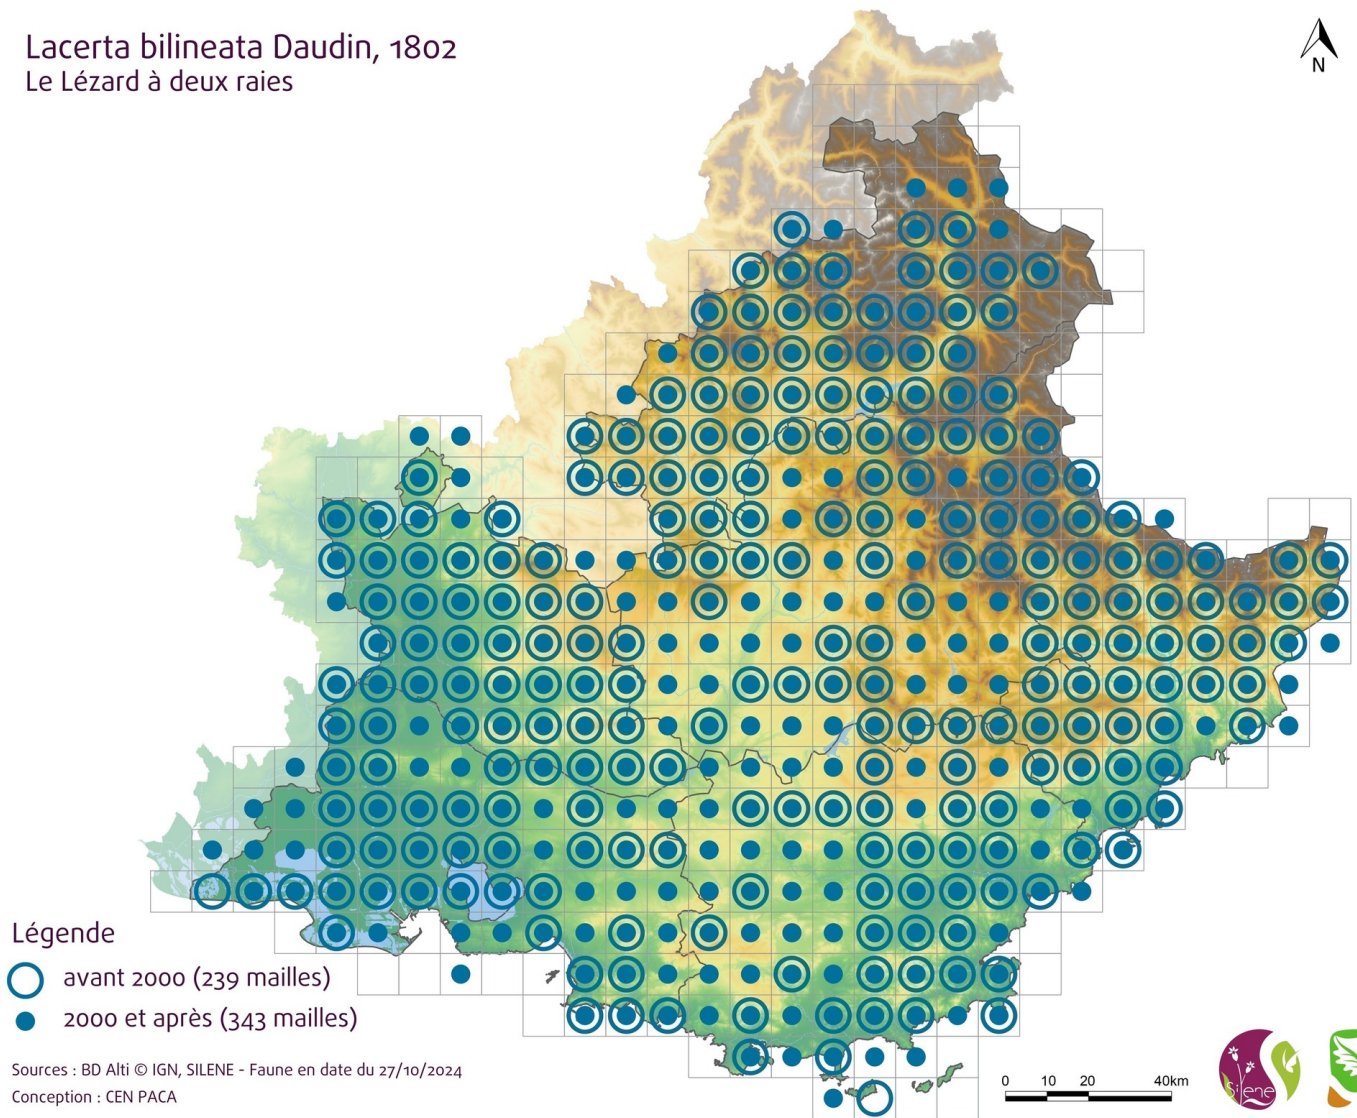 Lacerta bilineata Daudin, 1802
Le Lézard à deux raies
N
Légende
avant 2000 (239 mailles)
2000 et après (343 mailles)
Sources : BD Alti © IGN, SILENE - Faune en date du 27/10/2024
Conception : CEN PACA
0 10 20 40km
Silene